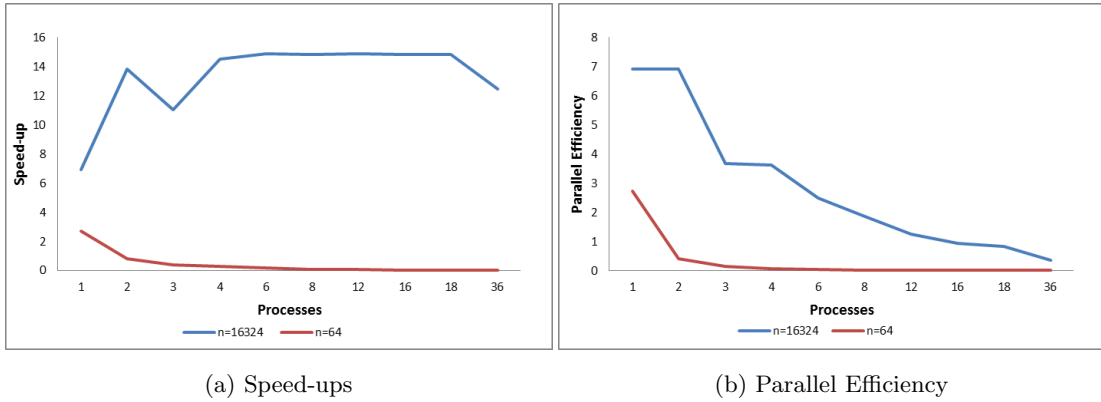 16
14
12
10
8
6
4
2
0
Speed-up
1 2 3 4 6 8 12 16 18 36
Processes
n=16324 n=64
8
7
6
5
4
3
2
1
0
Parallel Efficiency
1 2 3 4 6 8 12 16 18 36
Processes
n=16324 n=64
(a) Speed-ups
(b) Parallel Efficiency